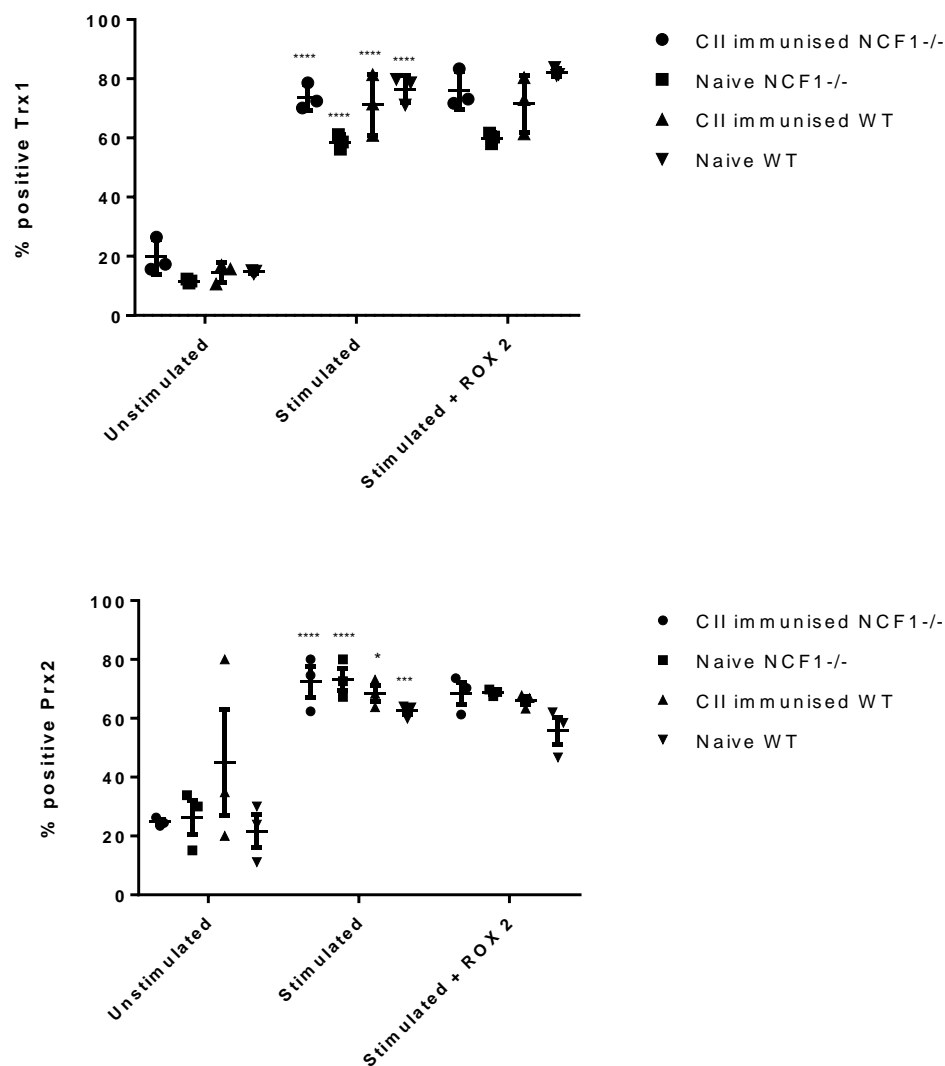 % positive Trx1
100
80
60
40
20
0
**** **** **** ****
Unstimulated
Stimulated
Stimulated + ROX 2
CII immunised NCF1-/-
Naive NCF1-/-
CII immunised WT
Naive WT
% positive Prx2
100
80
60
40
20
0
**** **** * ***
Unstimulated
Stimulated
Stimulated + ROX 2
CII immunised NCF1-/-
Naive NCF1-/-
CII immunised WT
Naive WT